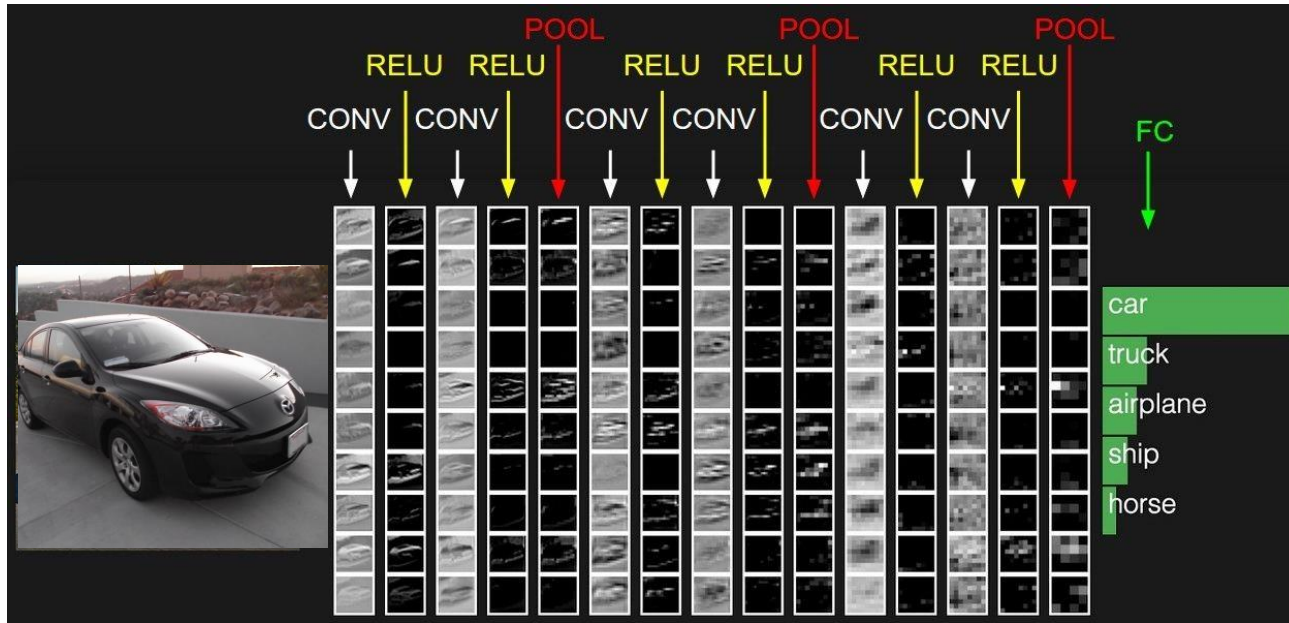 POOL POOL POOL
RELU RELU RELU RELU RELU RELU
CONV CONV CONV CONV CONV CONV
FC
car
truck
airplane
ship
horse